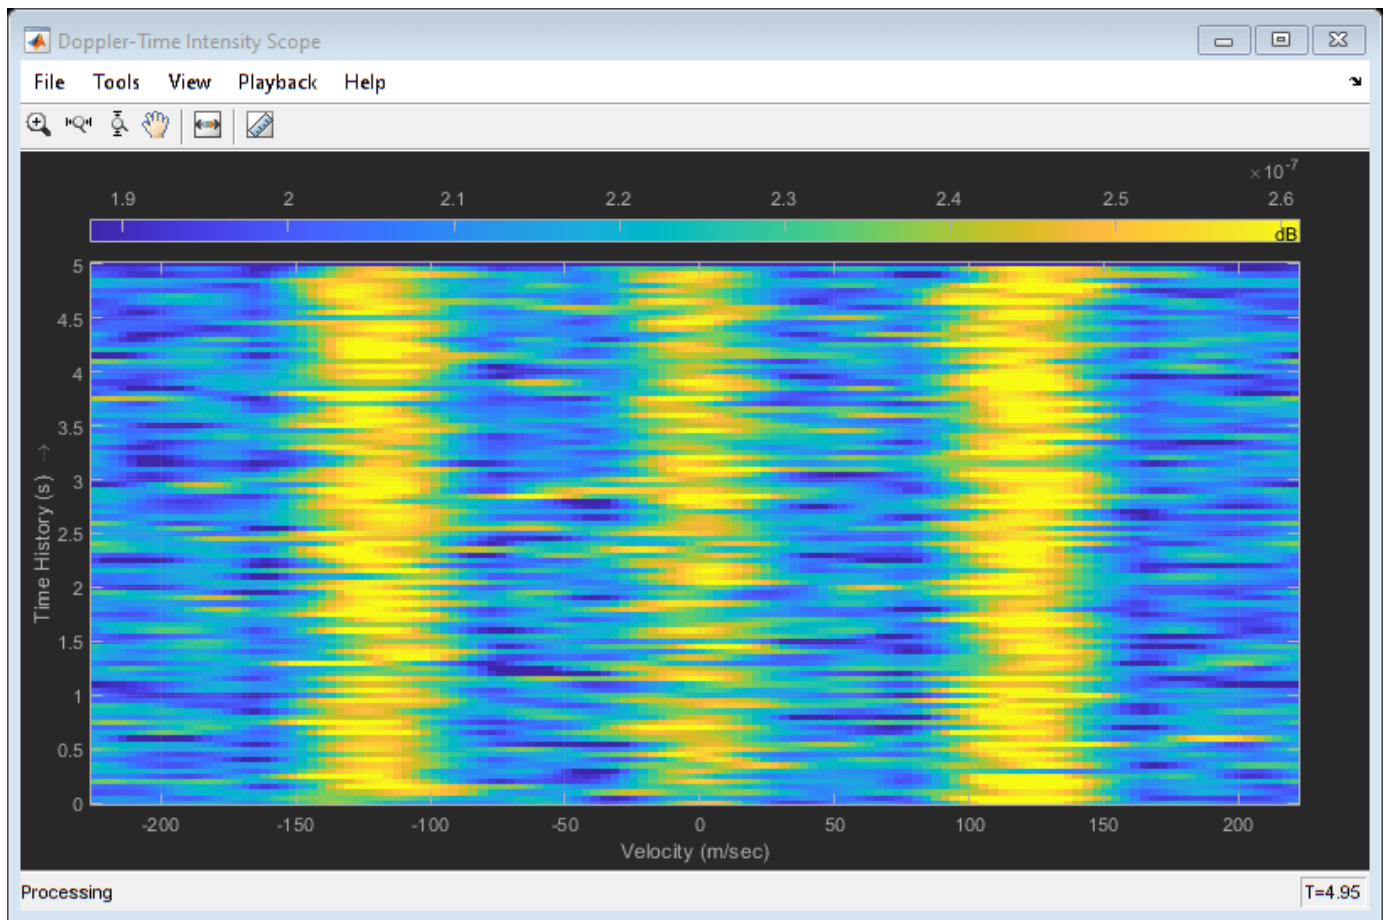 Doppler-Time Intensity Scope
File Tools View Playback Help
×10-7
1.9 2 2.1 2.2 2.3 2.4 2.5 2.6
dB
5
4.5
4
3.5
3
2.5
2
1.5
1
0.5
0
Time History (s) →
-200 -150 -100 -50 0 50 100 150 200
Velocity (m/sec)
Processing T=4.95